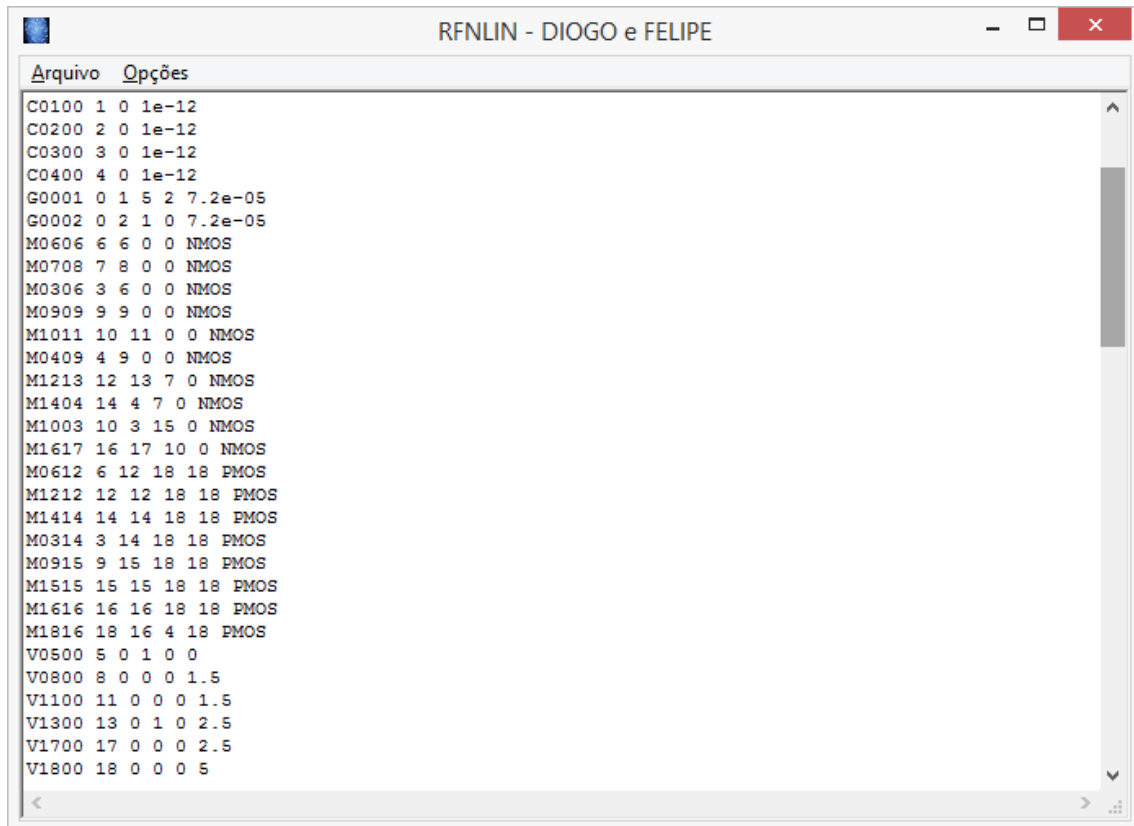 RFNLIN - DIOGO e FELIPE
Arquivo Opções
C0100 1 0 1e-12
C0200 2 0 1e-12
C0300 3 0 1e-12
C0400 4 0 1e-12
G0001 0 1 5 2 7.2e-05
G0002 0 2 1 0 7.2e-05
M0606 6 6 0 0 NMOS
M0708 7 8 0 0 NMOS
M0306 3 6 0 0 NMOS
M0909 9 9 0 0 NMOS
M1011 10 11 0 0 NMOS
M0409 4 9 0 0 NMOS
M1213 12 13 7 0 NMOS
M1404 14 4 7 0 NMOS
M1003 10 3 15 0 NMOS
M1617 16 17 10 0 NMOS
M0612 6 12 18 18 PMOS
M1212 12 12 18 18 PMOS
M1414 14 14 18 18 PMOS
M0314 3 14 18 18 PMOS
M0915 9 15 18 18 PMOS
M1515 15 15 18 18 PMOS
M1616 16 16 18 18 PMOS
M1816 18 16 4 18 PMOS
V0500 5 0 1 0 0
V0800 8 0 0 0 1.5
V1100 11 0 0 0 1.5
V1300 13 0 1 0 2.5
V1700 17 0 0 0 2.5
V1800 18 0 0 0 5